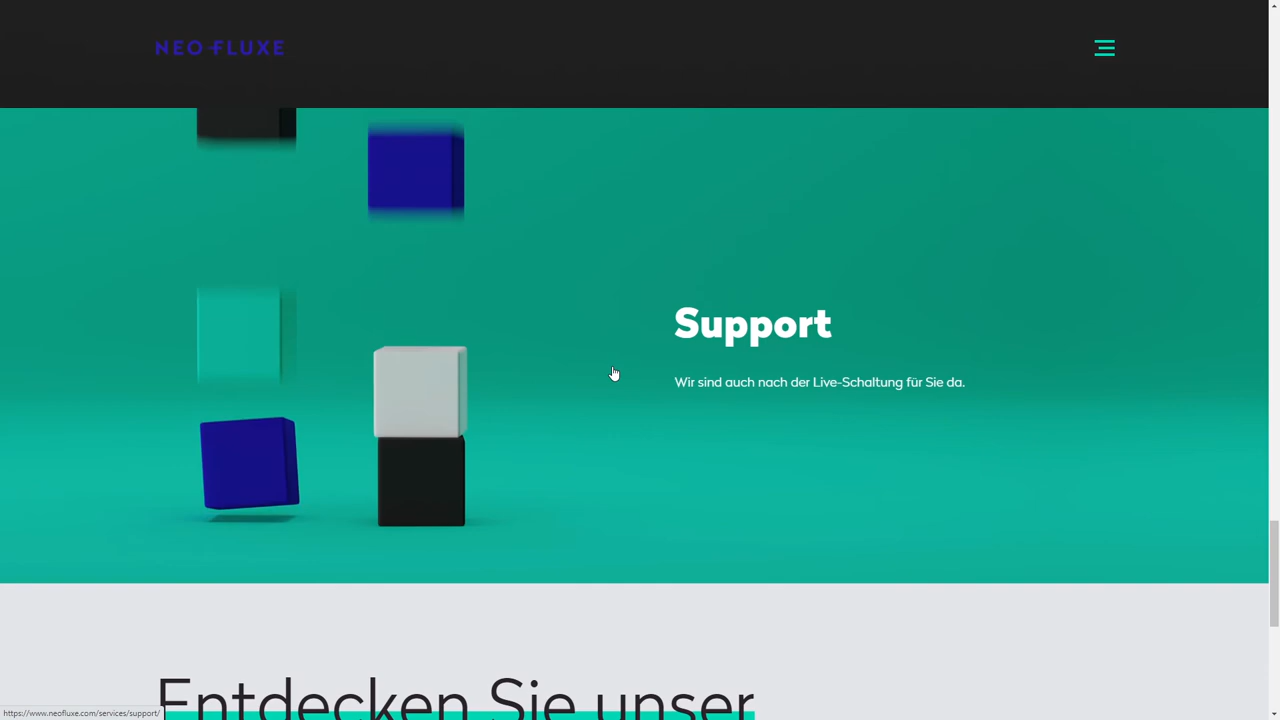 NEO FLUXE
Support
Wir sind auch nach der Live-Schaltung für Sie da.
Entdecken Sie unser
https://www.neofluxe.com/services/support/